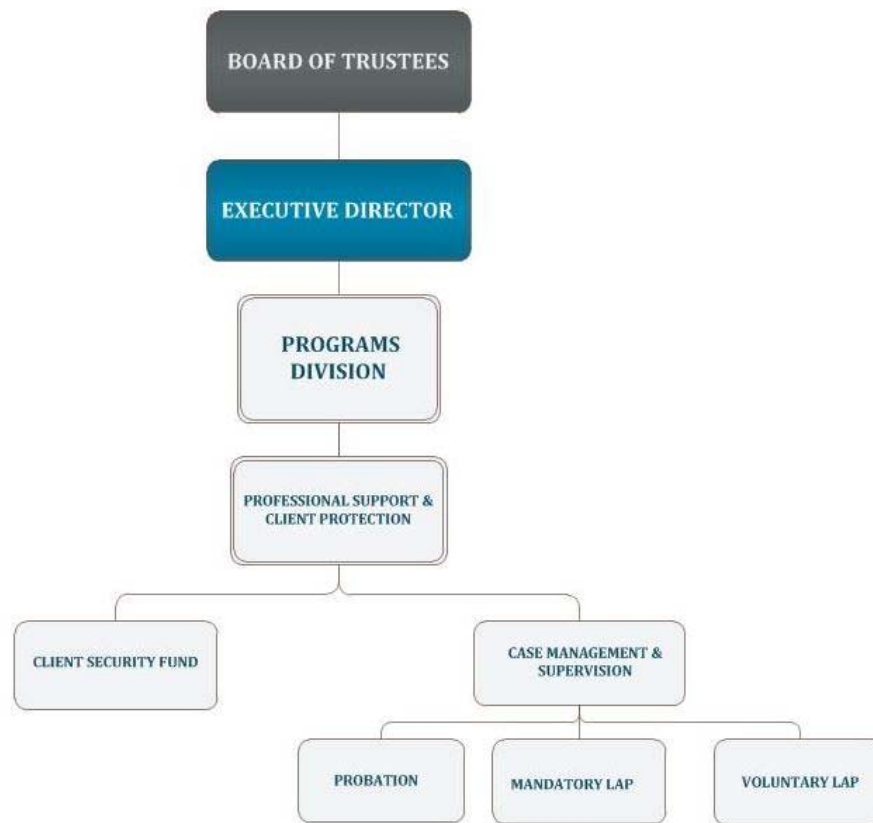 BOARD OF TRUSTEES
EXECUTIVE DIRECTOR
PROGRAMS
DIVISION
PROFESSIONAL SUPPORT &
CLIENT PROTECTION
CLIENT SECURITY FUND
CASE MANAGEMENT &
SUPERVISION
PROBATION
MANDATORY LAP
VOLUNTARY LAP